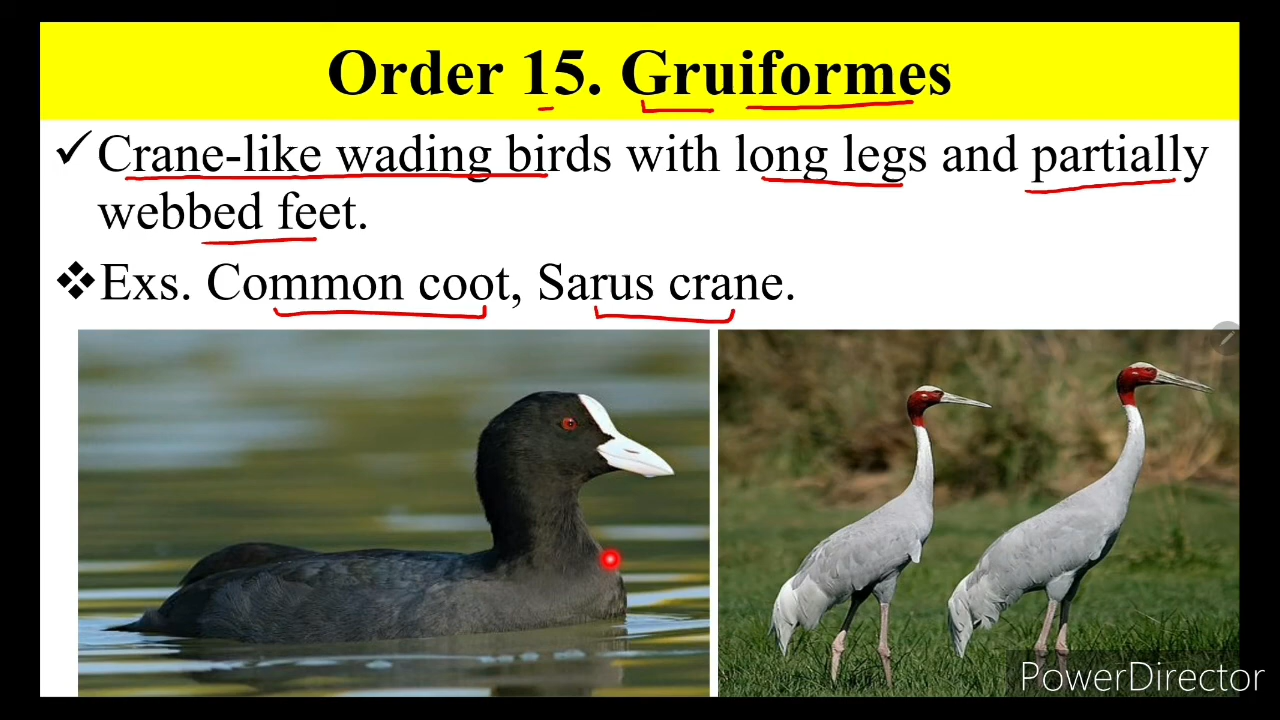 Order 15. Gruiformes
✓Crane-like wading birds with long legs and partially
webbed feet.
❖Exs. Common coot, Sarus crane.
PowerDirector